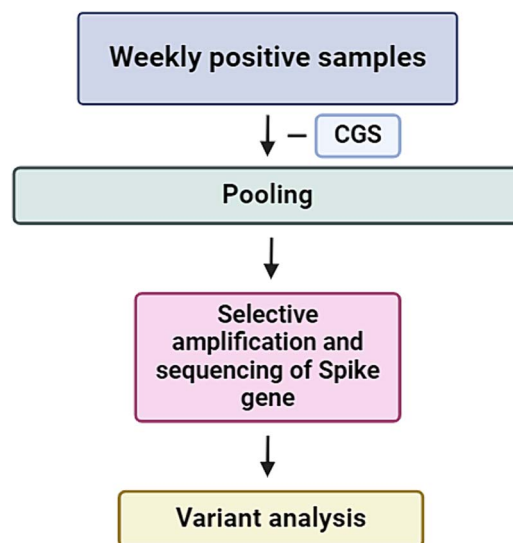 Weekly positive samples
CGS
Pooling
Selective
amplification and
sequencing of Spike
gene
Variant analysis